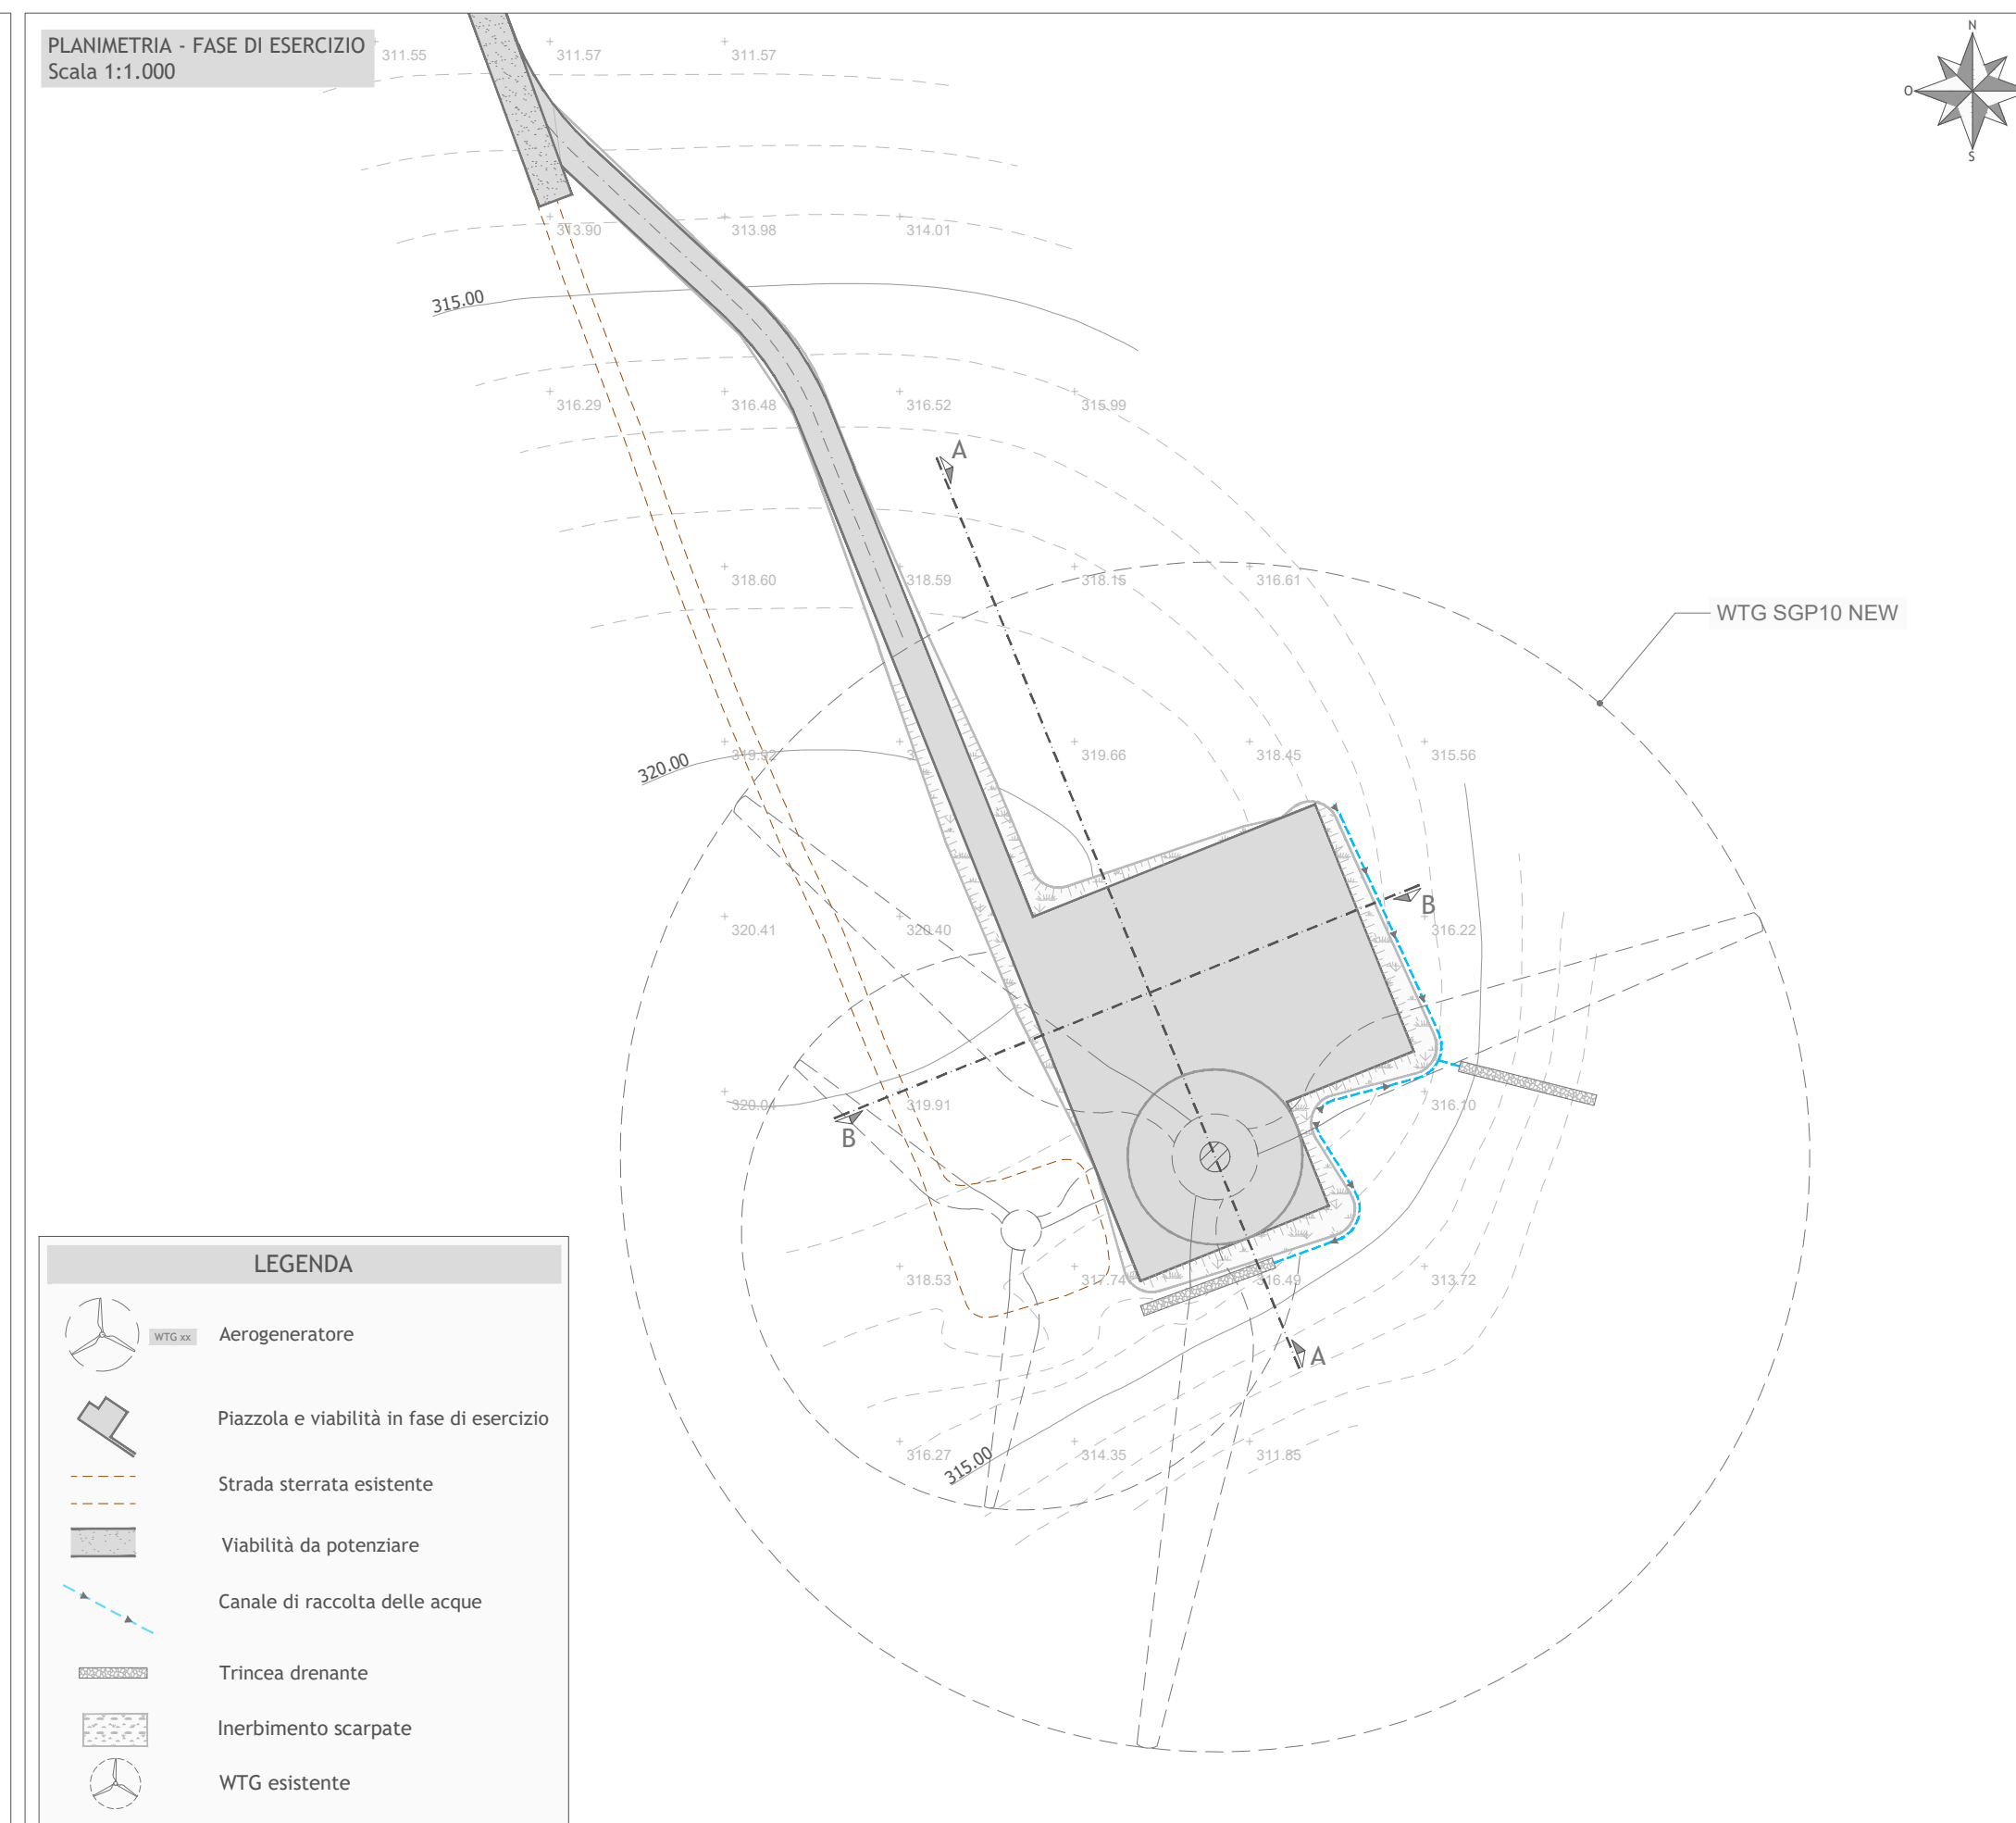 PLANIMETRIA - FASE DI ESERCIZIO
Scala 1:1.000
N
O
S
311.55
311.57
311.57
313.90
313.98
314.01
315.00
316.29
316.48
316.52
315.99
A
318.60
318.59
318.15
316.61
WTG SGP10 NEW
320.00
319.92
319.66
318.45
315.56
B
320.41
320.40
316.22
320.04
319.91
316.10
B
318.53
317.74
316.49
313.72
A
315.00
316.27
314.35
311.85
LEGENDA
WTG xx
Aerogeneratore
Piazzola e viabilità in fase di esercizio
Strada sterrata esistente
Viabilità da potenziare
Canale di raccolta delle acque
Trincea drenante
Inerbimento scarpate
WTG esistente